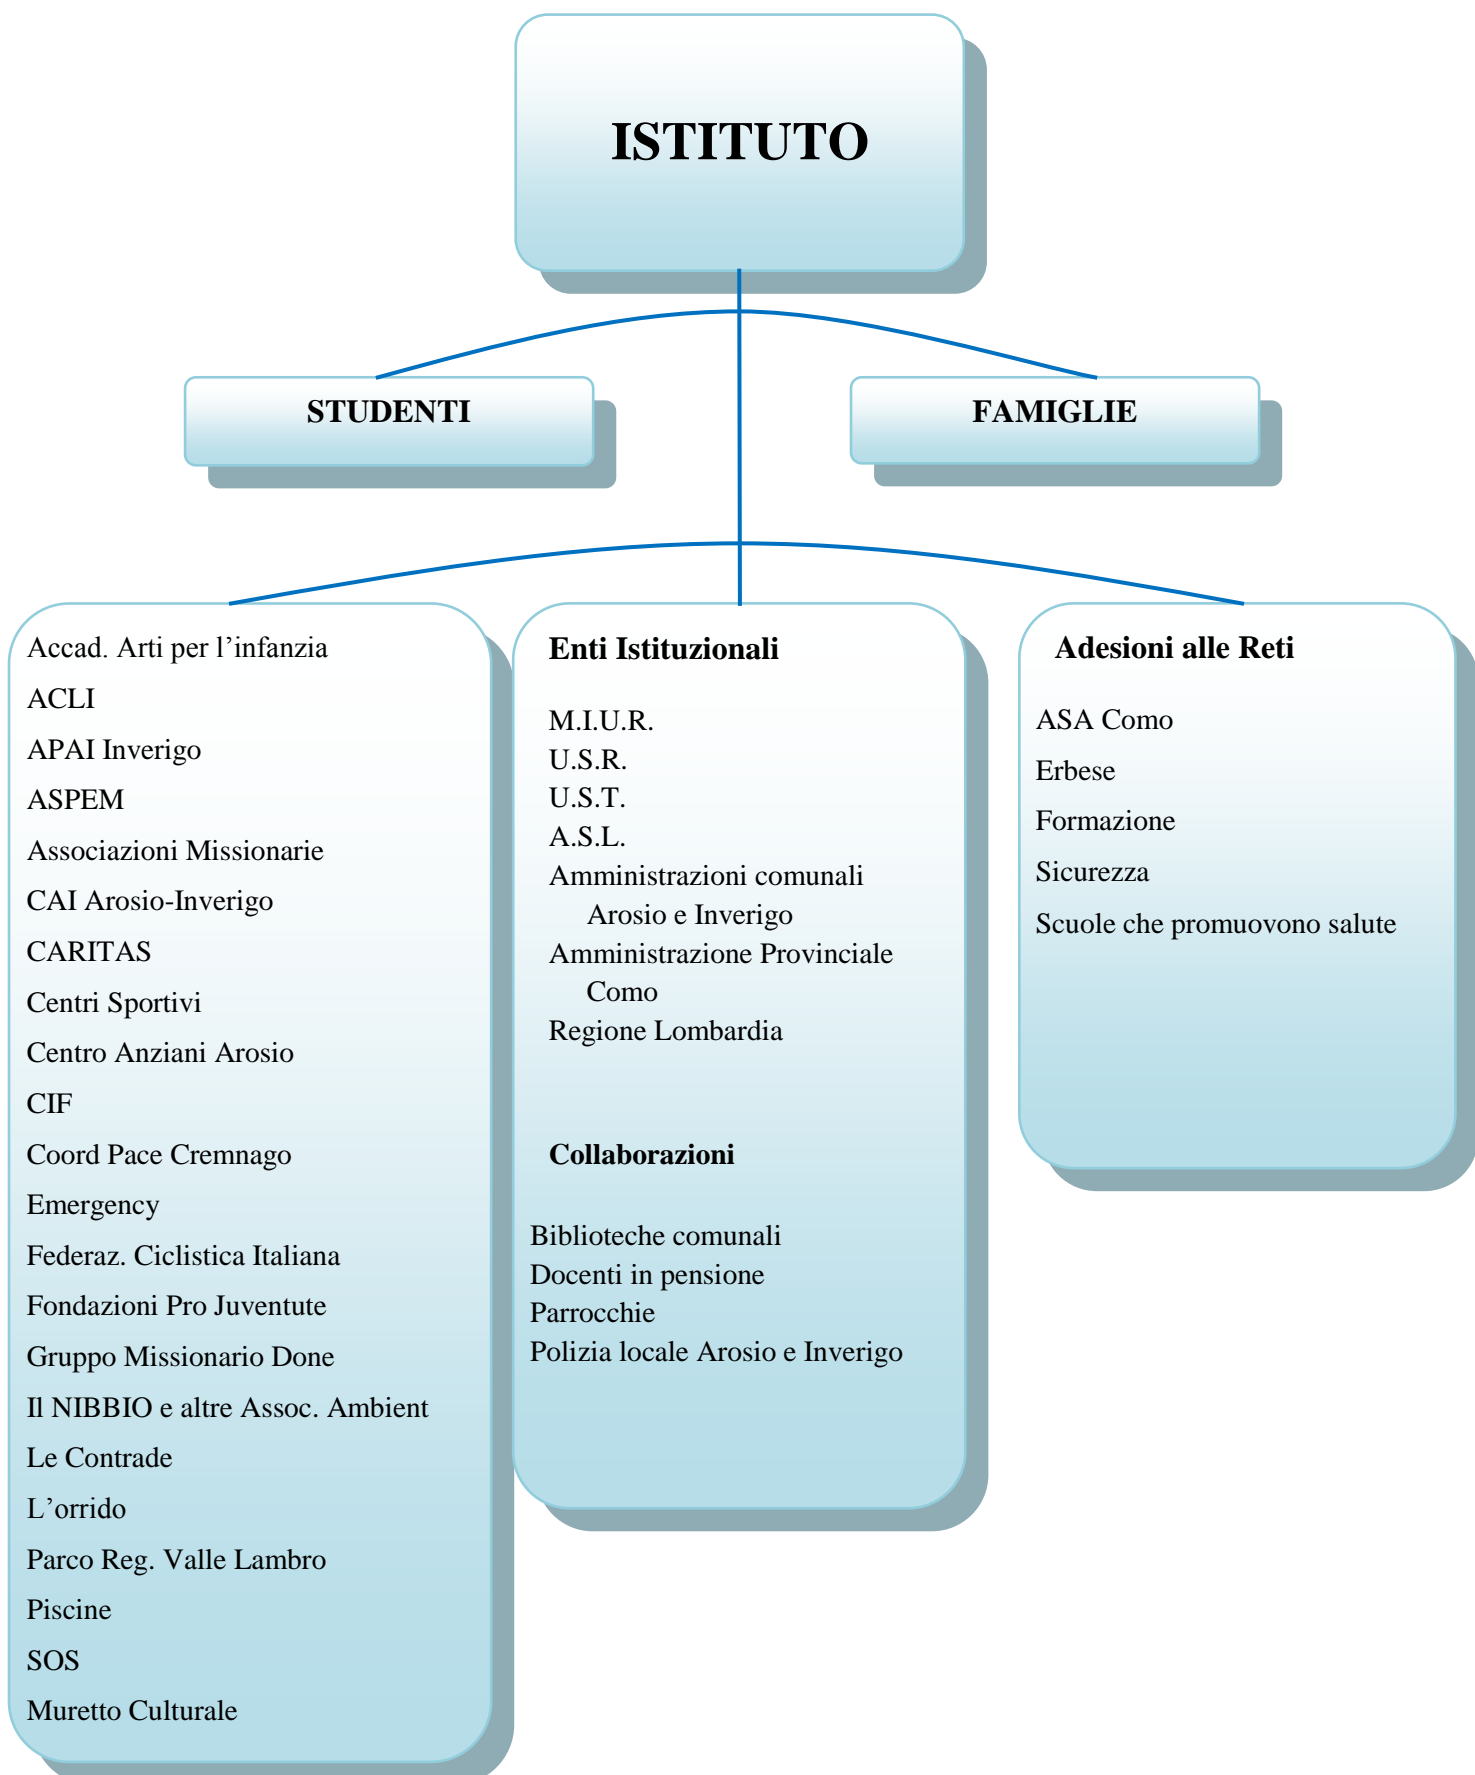 ISTITUTO
STUDENTI
FAMIGLIE
Accad. Arti per l’infanzia
ACLI
APAI Inverigo
ASPEM
Associazioni Missionarie
CAI Arosio-Inverigo
CARITAS
Centri Sportivi
Centro Anziani Arosio
CIF
Coord Pace Cremnago
Emergency
Federaz. Ciclistica Italiana
Fondazioni Pro Juventute
Gruppo Missionario Done
Il NIBBIO e altre Assoc. Ambient
Le Contrade
L’orrido
Parco Reg. Valle Lambro
Piscine
SOS
Muretto Culturale
Enti Istituzionali
M.I.U.R.
U.S.R.
U.S.T.
A.S.L.
Amministrazioni comunali
Arosio e Inverigo
Amministrazione Provinciale
Como
Regione Lombardia
Collaborazioni
Biblioteche comunali
Docenti in pensione
Parrocchie
Polizia locale Arosio e Inverigo
Adesioni alle Reti
ASA Como
Erbese
Formazione
Sicurezza
Scuole che promuovono salute